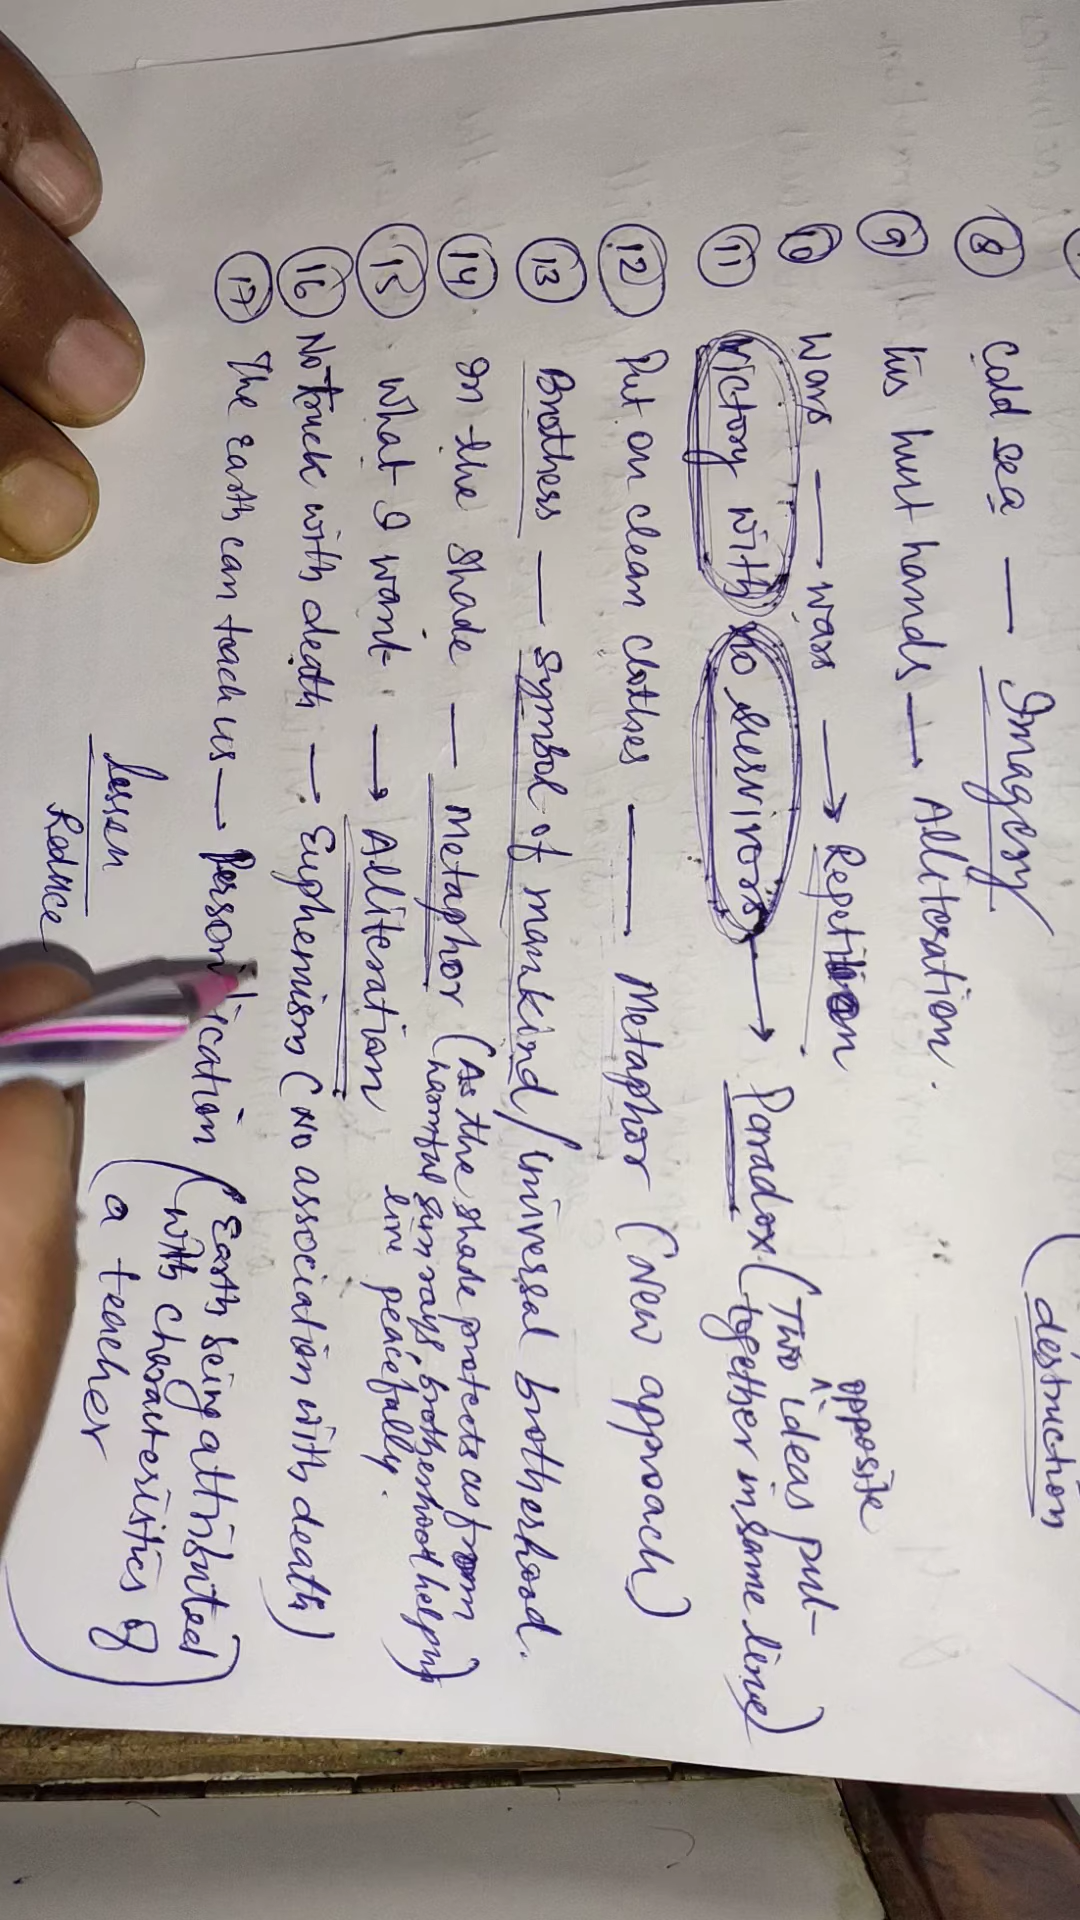 destruction
⑧ Cold sea — Imagery
⑨ his hurt hands — Alliteration.
⑩ Wars — wars → Repetition
opposite
⑪ Victory with no survivors → Paradox. (Two ideas put-
together in same line)
⑫ Put on clean clothes — Metaphor (New approach)
⑬ Brothers — Symbol of mankind/universal brotherhood.
⑭ In the shade — Metaphor (As the shade protects us from
harmful sun rays brotherhood help us
live peacefully.)
⑮ What I want → Alliteration
⑯ No truck with death — Euphemism (No association with death)
⑰ The Earth can teach us — Personification (Earth being attributed
with characteristics of
a teacher)
lessen
Reduce